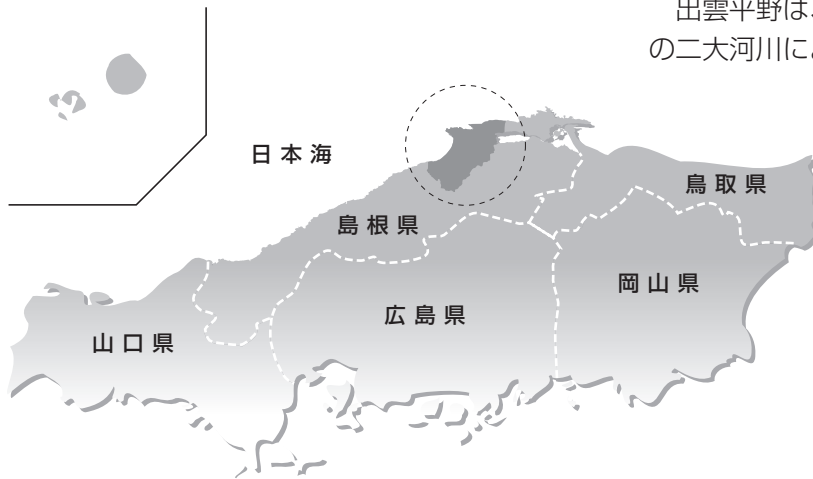 出雲平野は、
の二大河川に
日本海
鳥取県
島根県
岡山県
広島県
山口県